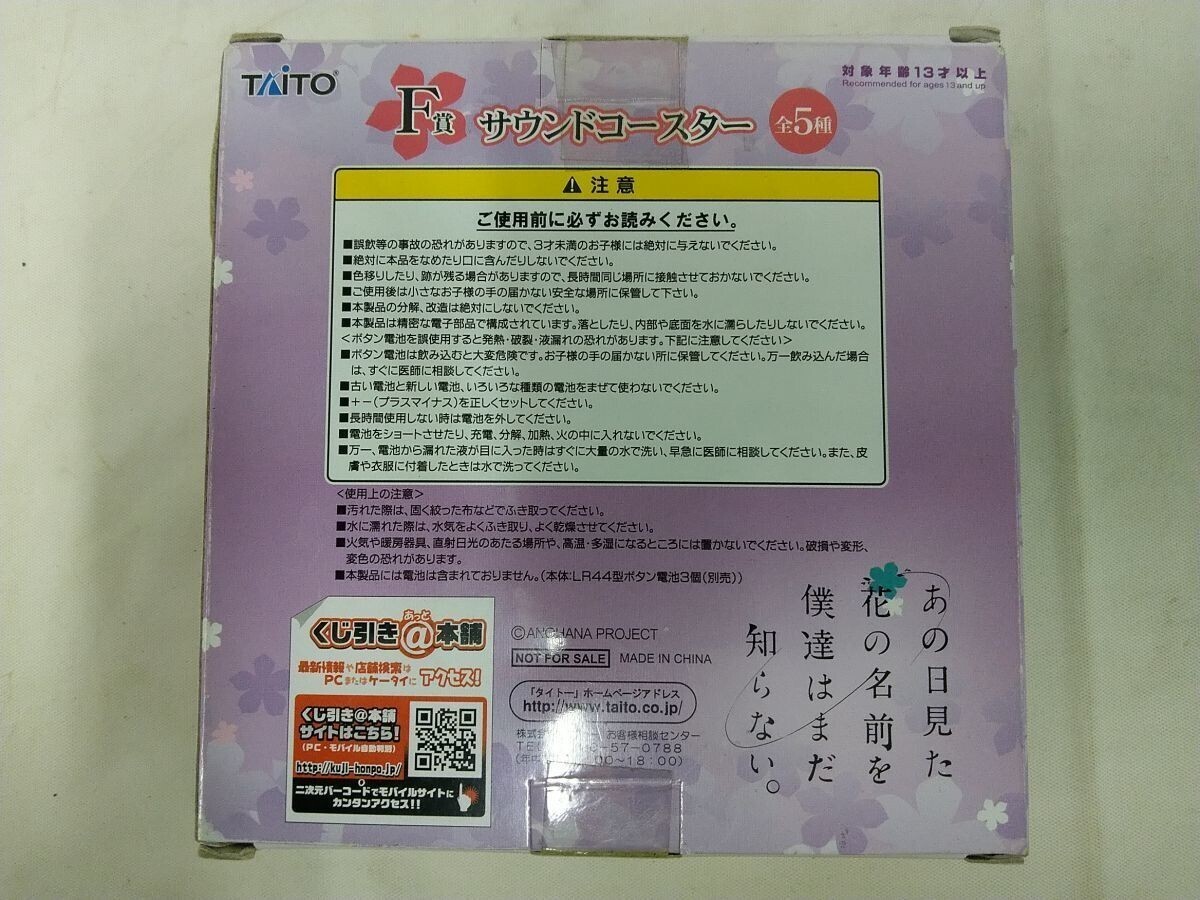 TAITO®
F賞 サウンドコースター 全5種
対象年齢13才以上
Recommended for ages 13 and up
⚠ 注意
ご使用前に必ずお読みください。
■誤飲等の事故の恐れがありますので、3才未満のお子様には絶対に与えないでください。
■絶対に本品をなめたり口に含んだりしないでください。
■色移りしたり、跡が残る場合がありますので、長時間同じ場所に接触させておかないでください。
■ご使用後は小さなお子様の手の届かない安全な場所に保管して下さい。
■本製品の分解、改造は絶対にしないでください。
■本製品は精密な電子部品で構成されています。落としたり、内部や底面を水に濡らしたりしないでください。
<ボタン電池を誤使用すると発熱・破裂・液漏れの恐れがあります。下記に注意してください>
■ボタン電池は飲み込むと大変危険です。お子様の手の届かない所に保管してください。万一飲み込んだ場合
は、すぐに医師に相談してください。
■古い電池と新しい電池、いろいろな種類の電池をまぜて使わないでください。
■＋－(プラスマイナス)を正しくセットしてください。
■長時間使用しない時は電池を外してください。
■電池をショートさせたり、充電、分解、加熱、火の中に入れないでください。
■万一、電池から漏れた液が目に入った時はすぐに大量の水で洗い、早急に医師に相談してください。また、皮
膚や衣服に付着したときは水で洗ってください。
<使用上の注意>
■汚れた際は、固く絞った布などでふき取ってください。
■水に濡れた際は、水気をよくふき取り、よく乾燥させてください。
■火気や暖房器具、直射日光のあたる場所や、高温・多湿になるところには置かないでください。破損や変形、
変色の恐れがあります。
■本製品には電池は含まれておりません。(本体:LR44型ボタン電池3個(別売))
あっと
くじ引き@本舗
最新情報や店舗検索は
PCまたはケータイに アクセス!
くじ引き@本舗
サイトはこちら!
(PC・モバイル自動判別)
http://kuji-honpo.jp/
二次元バーコードでモバイルサイトに
カンタンアクセス!!
©ANOHANA PROJECT
NOT FOR SALE MADE IN CHINA
「タイトー」ホームページアドレス
http://www.taito.co.jp/
株式 お客様相談センター
TE -57-0788
(年 00～18:00)
あの日見た
花の名前を
僕達はまだ
知らない。